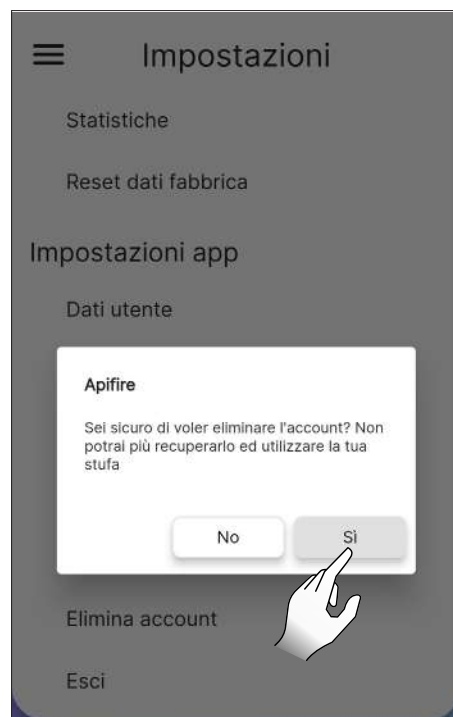 Impostazioni
Statistiche
Reset dati fabbrica
Impostazioni app
Dati utente
Apifire
Sei sicuro di voler eliminare l'account? Non
potrai più recuperarlo ed utilizzare la tua
stufa
No
Sì
Elimina account
Esci